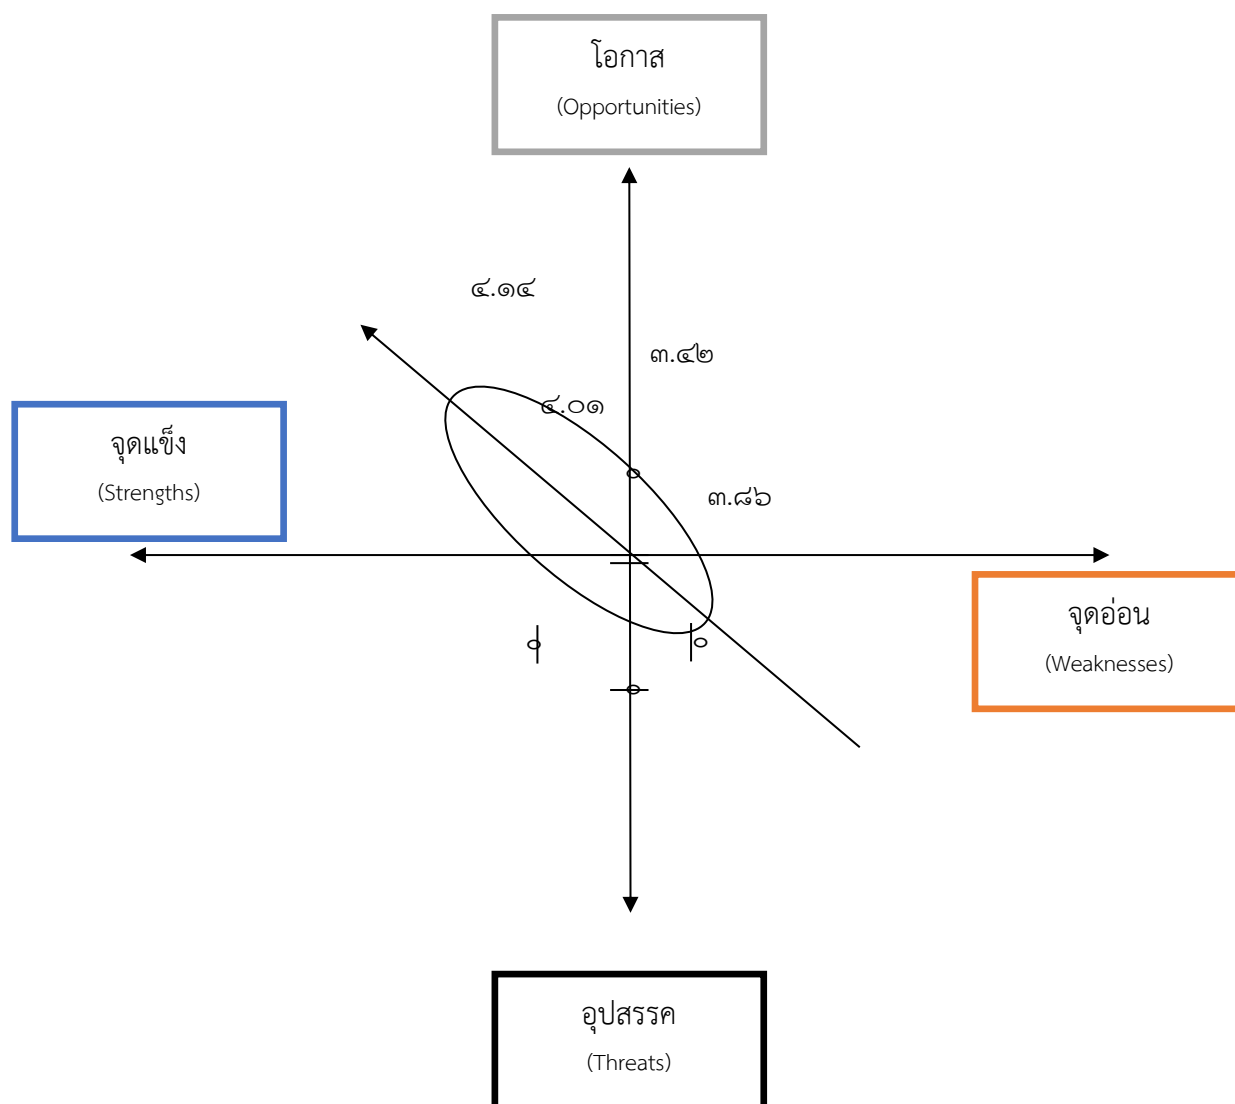 โอกาส
(Opportunities)
๔.๑๔
๓.๔๒
๔.๐๑
จุดแข็ง
(Strengths)
๓.๘๖
จุดอ่อน
(Weaknesses)
อุปสรรค
(Threats)